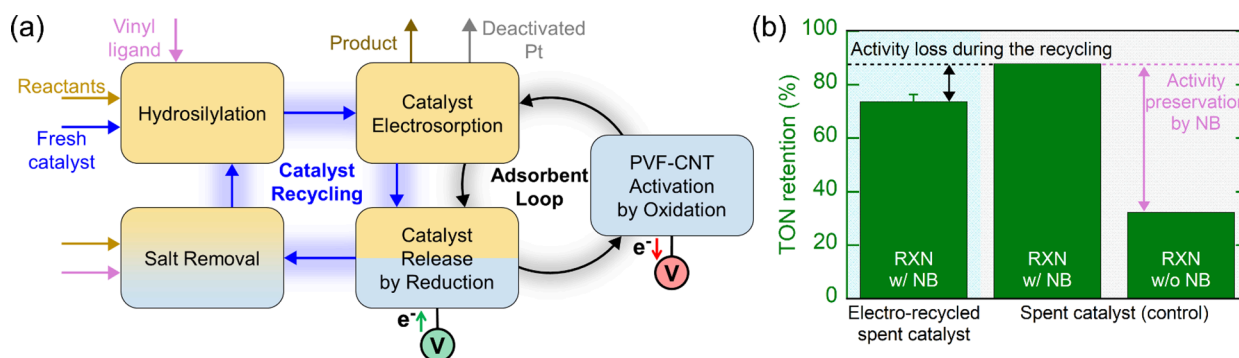 (a)
Vinyl
ligand
Product
Deactivated
Pt
Reactants
Fresh
catalyst
Hydrosilylation
Catalyst
Electrosorption
PVF-CNT
Activation
by Oxidation
Catalyst
Recycling
Adsorbent
Loop
Salt Removal
Catalyst
Release
by Reduction
e-
V
e-
V
(b)
TON retention (%)
100
80
60
40
20
0
Activity loss during the recycling
Activity
preservation
by NB
RXN
w/ NB
RXN
w/ NB
RXN
w/o NB
Electro-recycled
spent catalyst
Spent catalyst (control)